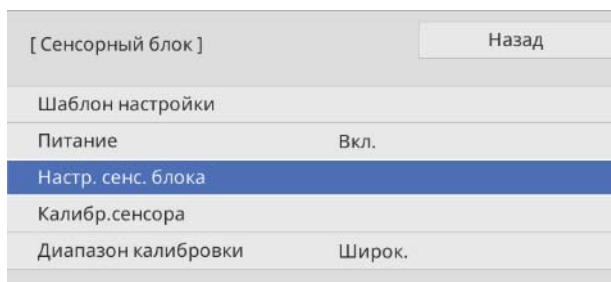 [ Сенсорный блок ]
Назад
Шаблон настройки
Питание Вкл.
Настр. сенс. блока
Калибр.сенсора
Диапазон калибровки Широк.